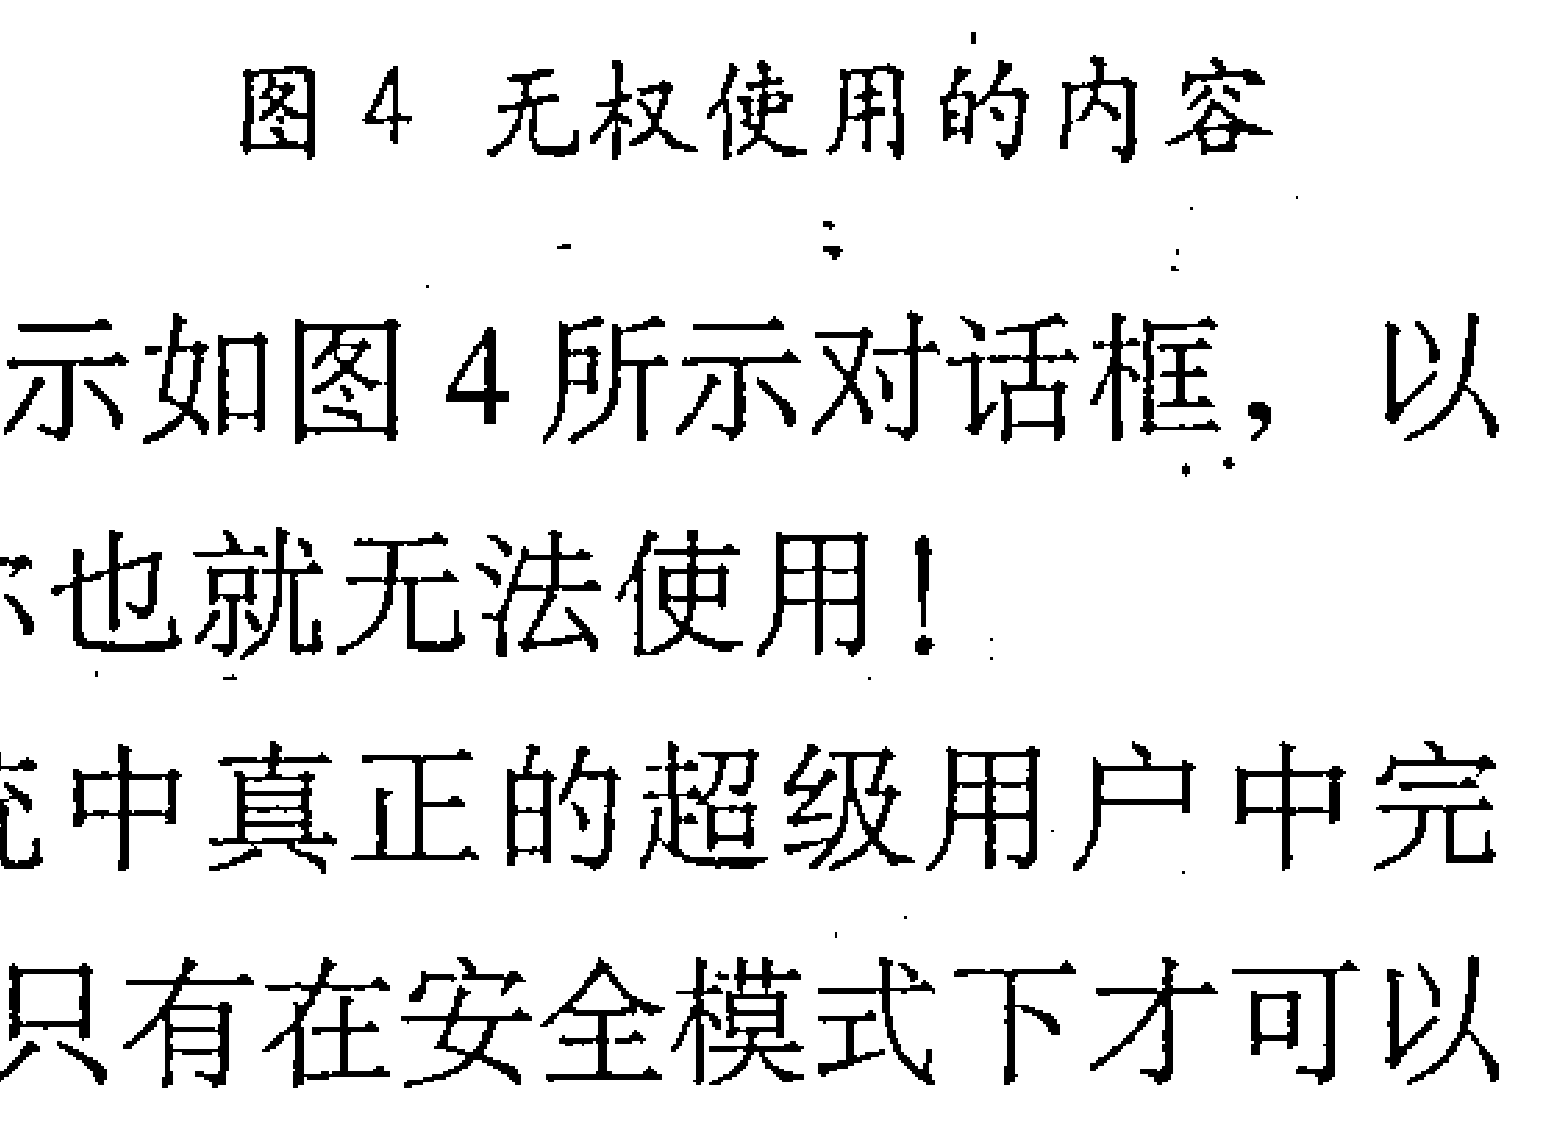 图 4 无权使用的内容
示如图 4 所示对话框，以
也就无法使用！
中真正的超级用户中完
只有在安全模式下才可以